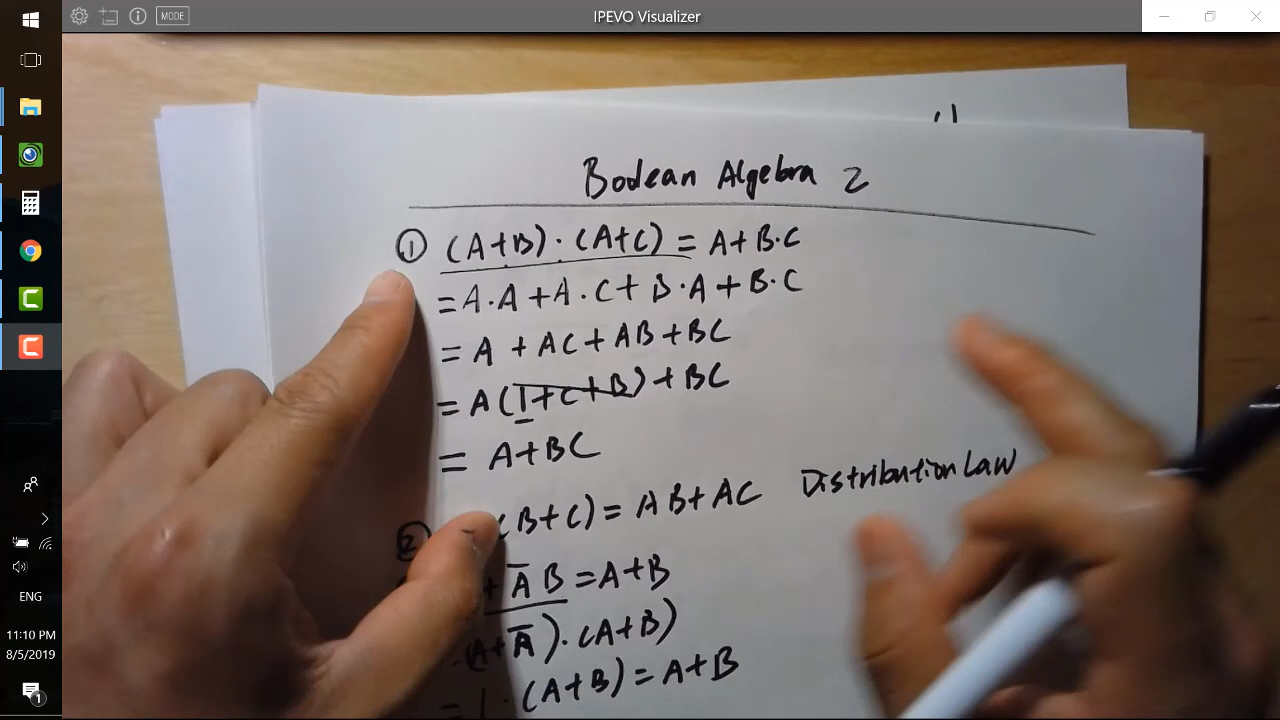 MODE
IPEVO Visualizer
Boolean Algebra 2
① (A+B)·(A+C) = A+B·C
=A·A+A·C+B·A+B·C
= A +AC+AB+BC
= A(1+C+B)+BC
= A+BC
② (B+C)= AB+AC Distribution Law
+ A̅B=A+B
(A+A̅)·(A+B)
=1·(A+B)=A+B
ENG
11:10 PM
8/5/2019
1